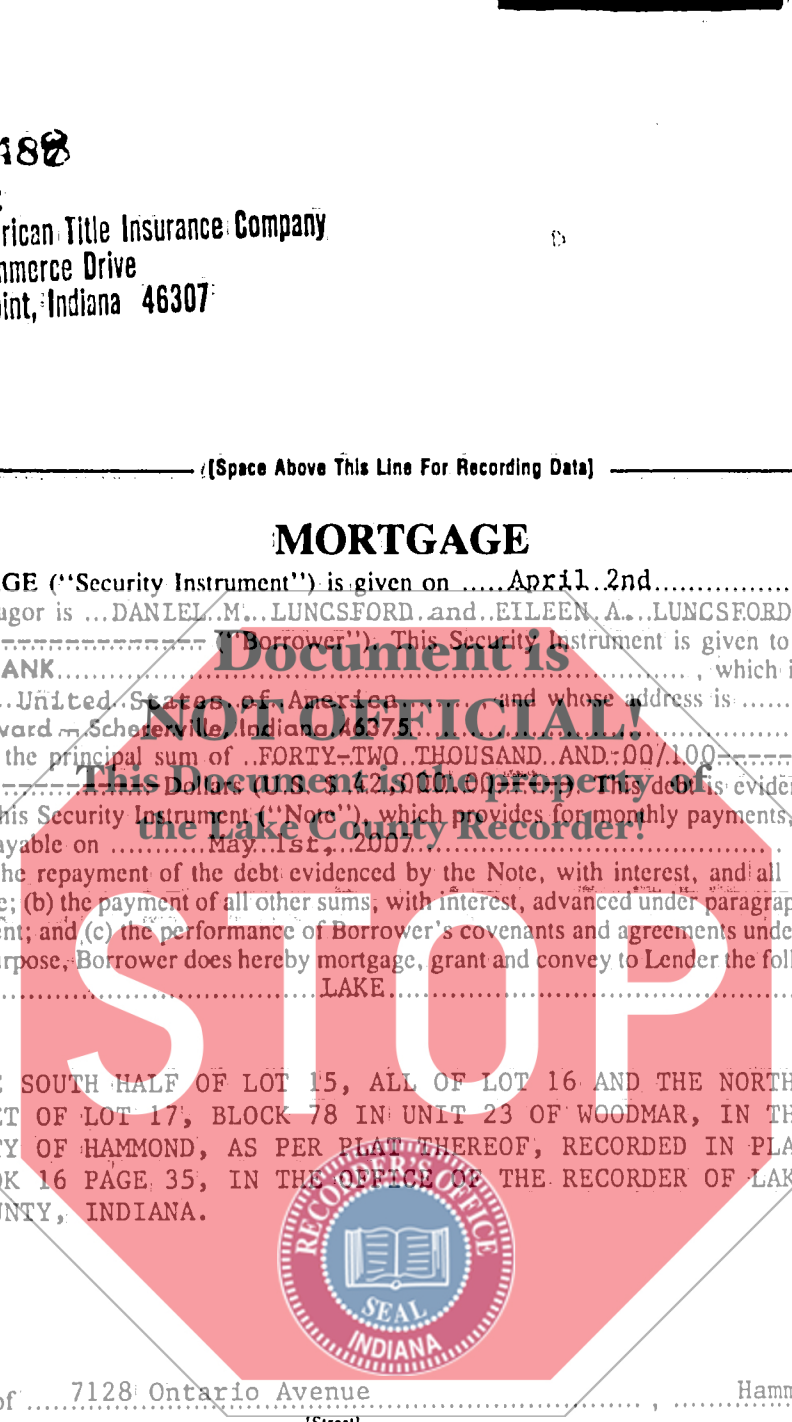 rican Title Insurance Company
mmerce Drive
int, Indiana 46307
[Space Above This Line For Recording Data]
MORTGAGE
GE ("Security Instrument") is given on ..... April 2nd
agor is ... DANIEL M. LUNCSFORD and EILEEN A. LUNCSFORD
("Borrower"). This Security Instrument is given to
ANK , which i
United States of America and whose address is
vard - Schererville, Indiana 46375
the principal sum of FORTY-TWO THOUSAND AND 00/100
Dollars (U.S. $ 42,000.00 ). This debt is eviden
his Security Instrument ("Note"), which provides for monthly payments,
ayable on May 1st, 2007
he repayment of the debt evidenced by the Note, with interest, and all
e; (b) the payment of all other sums, with interest, advanced under paragrap
ent; and (c) the performance of Borrower's covenants and agreements unde
urpose, Borrower does hereby mortgage, grant and convey to Lender the foll
LAKE
E SOUTH HALF OF LOT 15, ALL OF LOT 16 AND THE NORTH
ET OF LOT 17, BLOCK 78 IN UNIT 23 OF WOODMAR, IN TH
TY OF HAMMOND, AS PER PLAT THEREOF, RECORDED IN PLA
OK 16 PAGE 35, IN THE OFFICE OF THE RECORDER OF LAK
UNTY, INDIANA.
of 7128 Ontario Avenue , Hamm
[Street]
Document is
NOT OFFICIAL!
This Document is the property of
the Lake County Recorder!
STOP
RECORDER'S OFFICE
SEAL
INDIANA